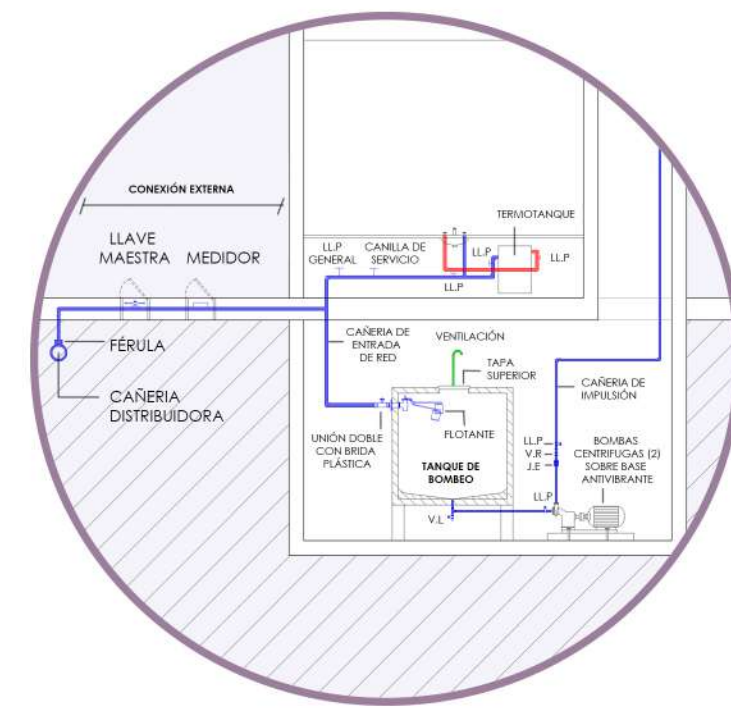 CONEXIÓN EXTERNA
LLAVE
MAESTRA
MEDIDOR
FÉRULA
CAÑERIA
DISTRIBUIDORA
LL.P
GENERAL
CANILLA DE
SERVICIO
LL.P
TERMOTANQUE
LL.P
LL.P
CAÑERIA DE
ENTRADA
DE RED
VENTILACIÓN
TAPA
SUPERIOR
UNIÓN DOBLE
CON BRIDA
PLÁSTICA
FLOTANTE
TANQUE DE
BOMBEO
V.L
CAÑERIA DE
IMPULSIÓN
LL.P
V.R
J.E
LL.P
BOMBAS
CENTRIFUGAS (2)
SOBRE BASE
ANTIVIBRANTE